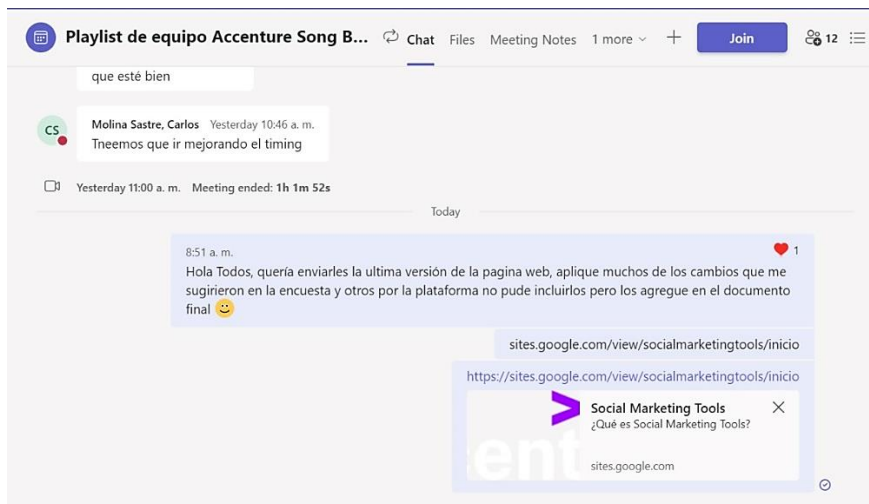 Playlist de equipo Accenture Song B...
Chat
Files
Meeting Notes
1 more
Join
12
que esté bien
CS
Molina Sastre, Carlos Yesterday 10:46 a. m.
Tneemos que ir mejorando el timing
Yesterday 11:00 a. m. Meeting ended: 1h 1m 52s
Today
8:51 a. m.
1
Hola Todos, quería enviarles la ultima versión de la pagina web, aplique muchos de los cambios que me
sugirieron en la encuesta y otros por la plataforma no pude incluirlos pero los agregue en el documento
final
sites.google.com/view/socialmarketingtools/inicio
https://sites.google.com/view/socialmarketingtools/inicio
cent
Social Marketing Tools
¿Qué es Social Marketing Tools?
sites.google.com